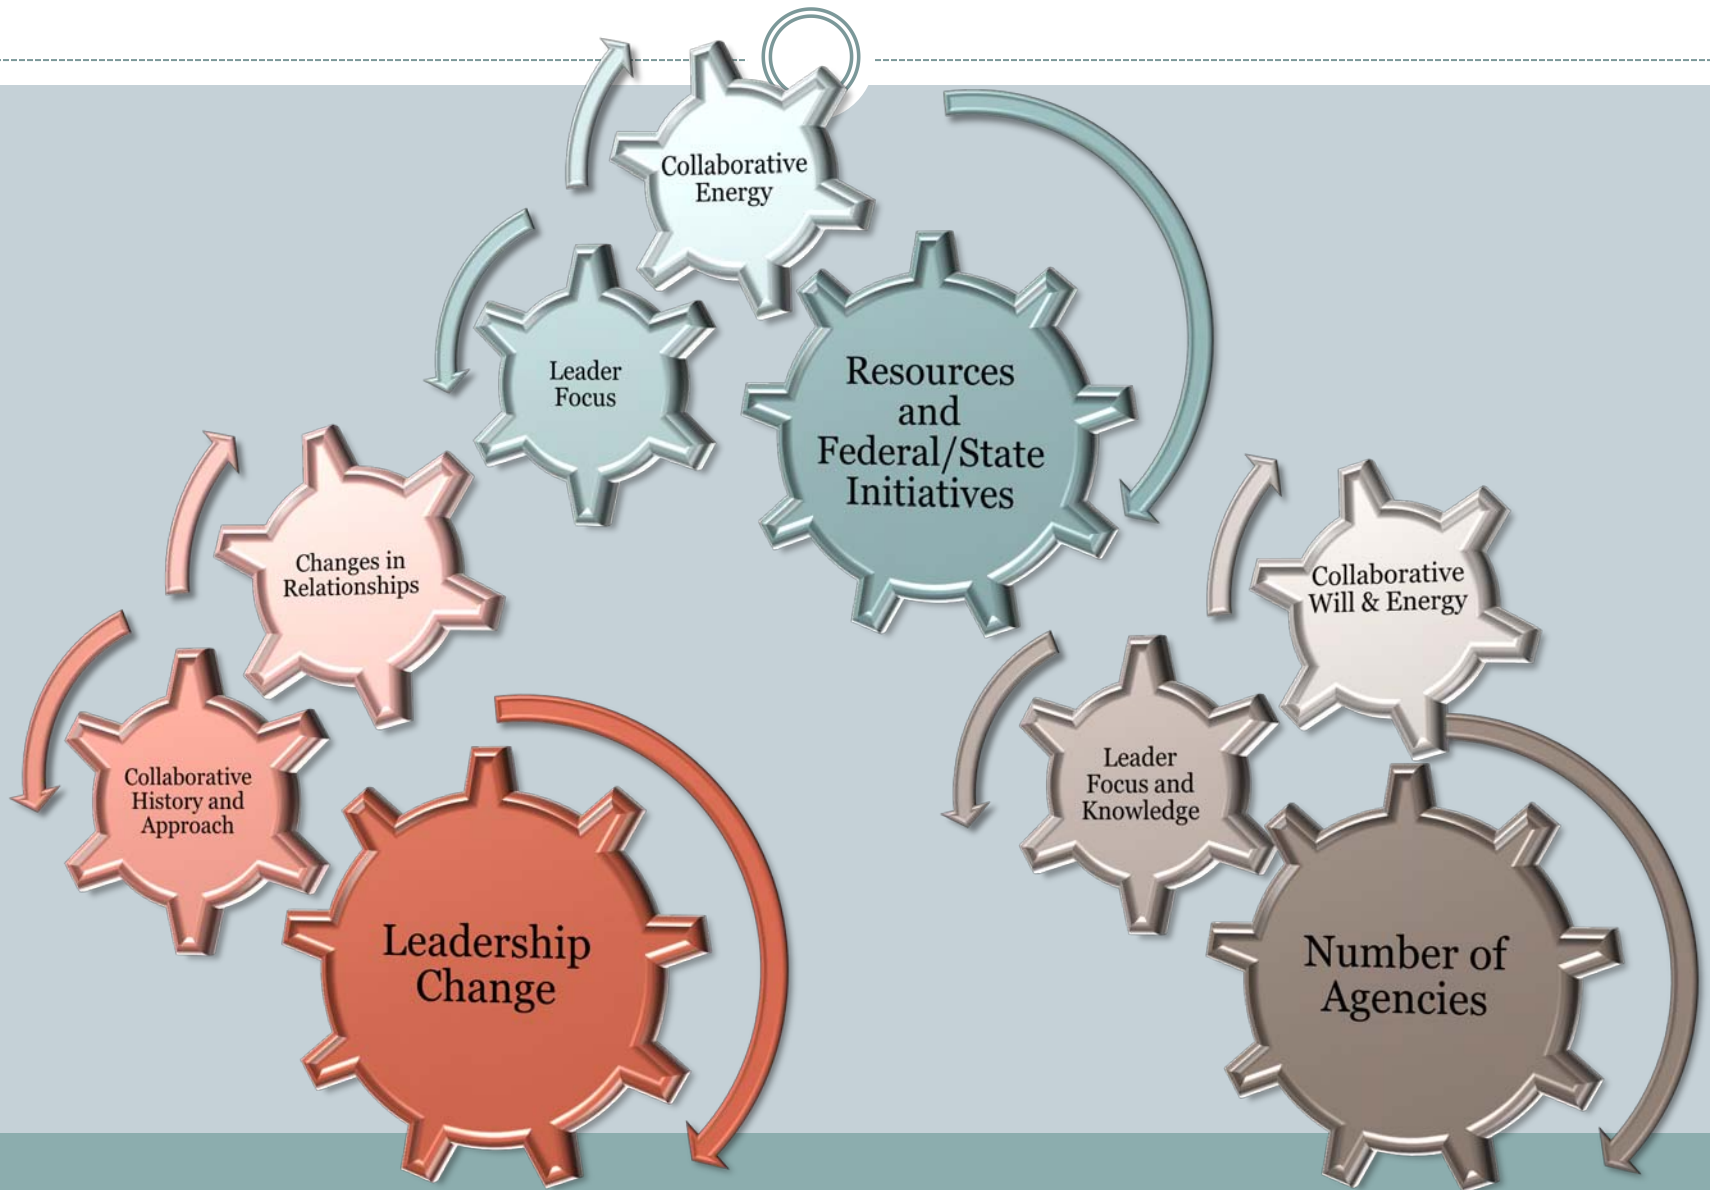 Collaborative
Energy
Leader
Focus
Resources
and
Federal/State
Initiatives
Changes in
Relationships
Collaborative
History and
Approach
Leadership
Change
Collaborative
Will & Energy
Leader
Focus and
Knowledge
Number of
Agencies